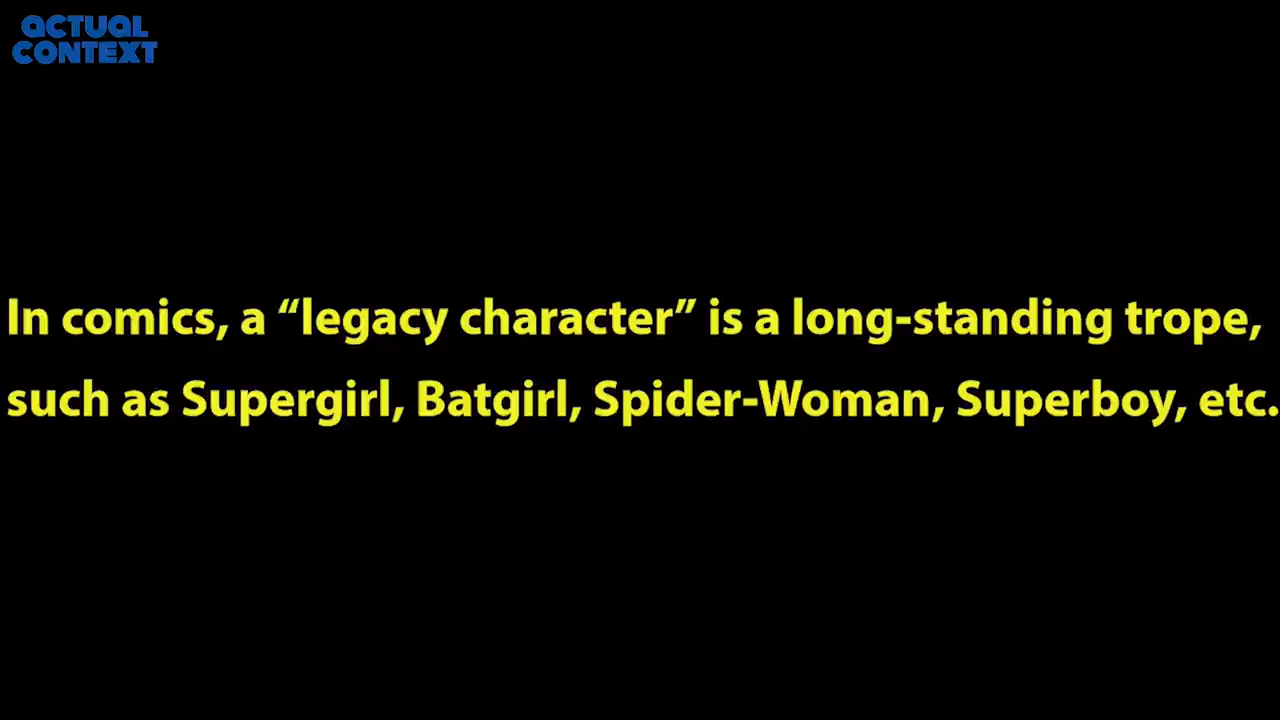 ACTUAL
CONTEXT
In comics, a “legacy character” is a long-standing trope,
such as Supergirl, Batgirl, Spider-Woman, Superboy, etc.